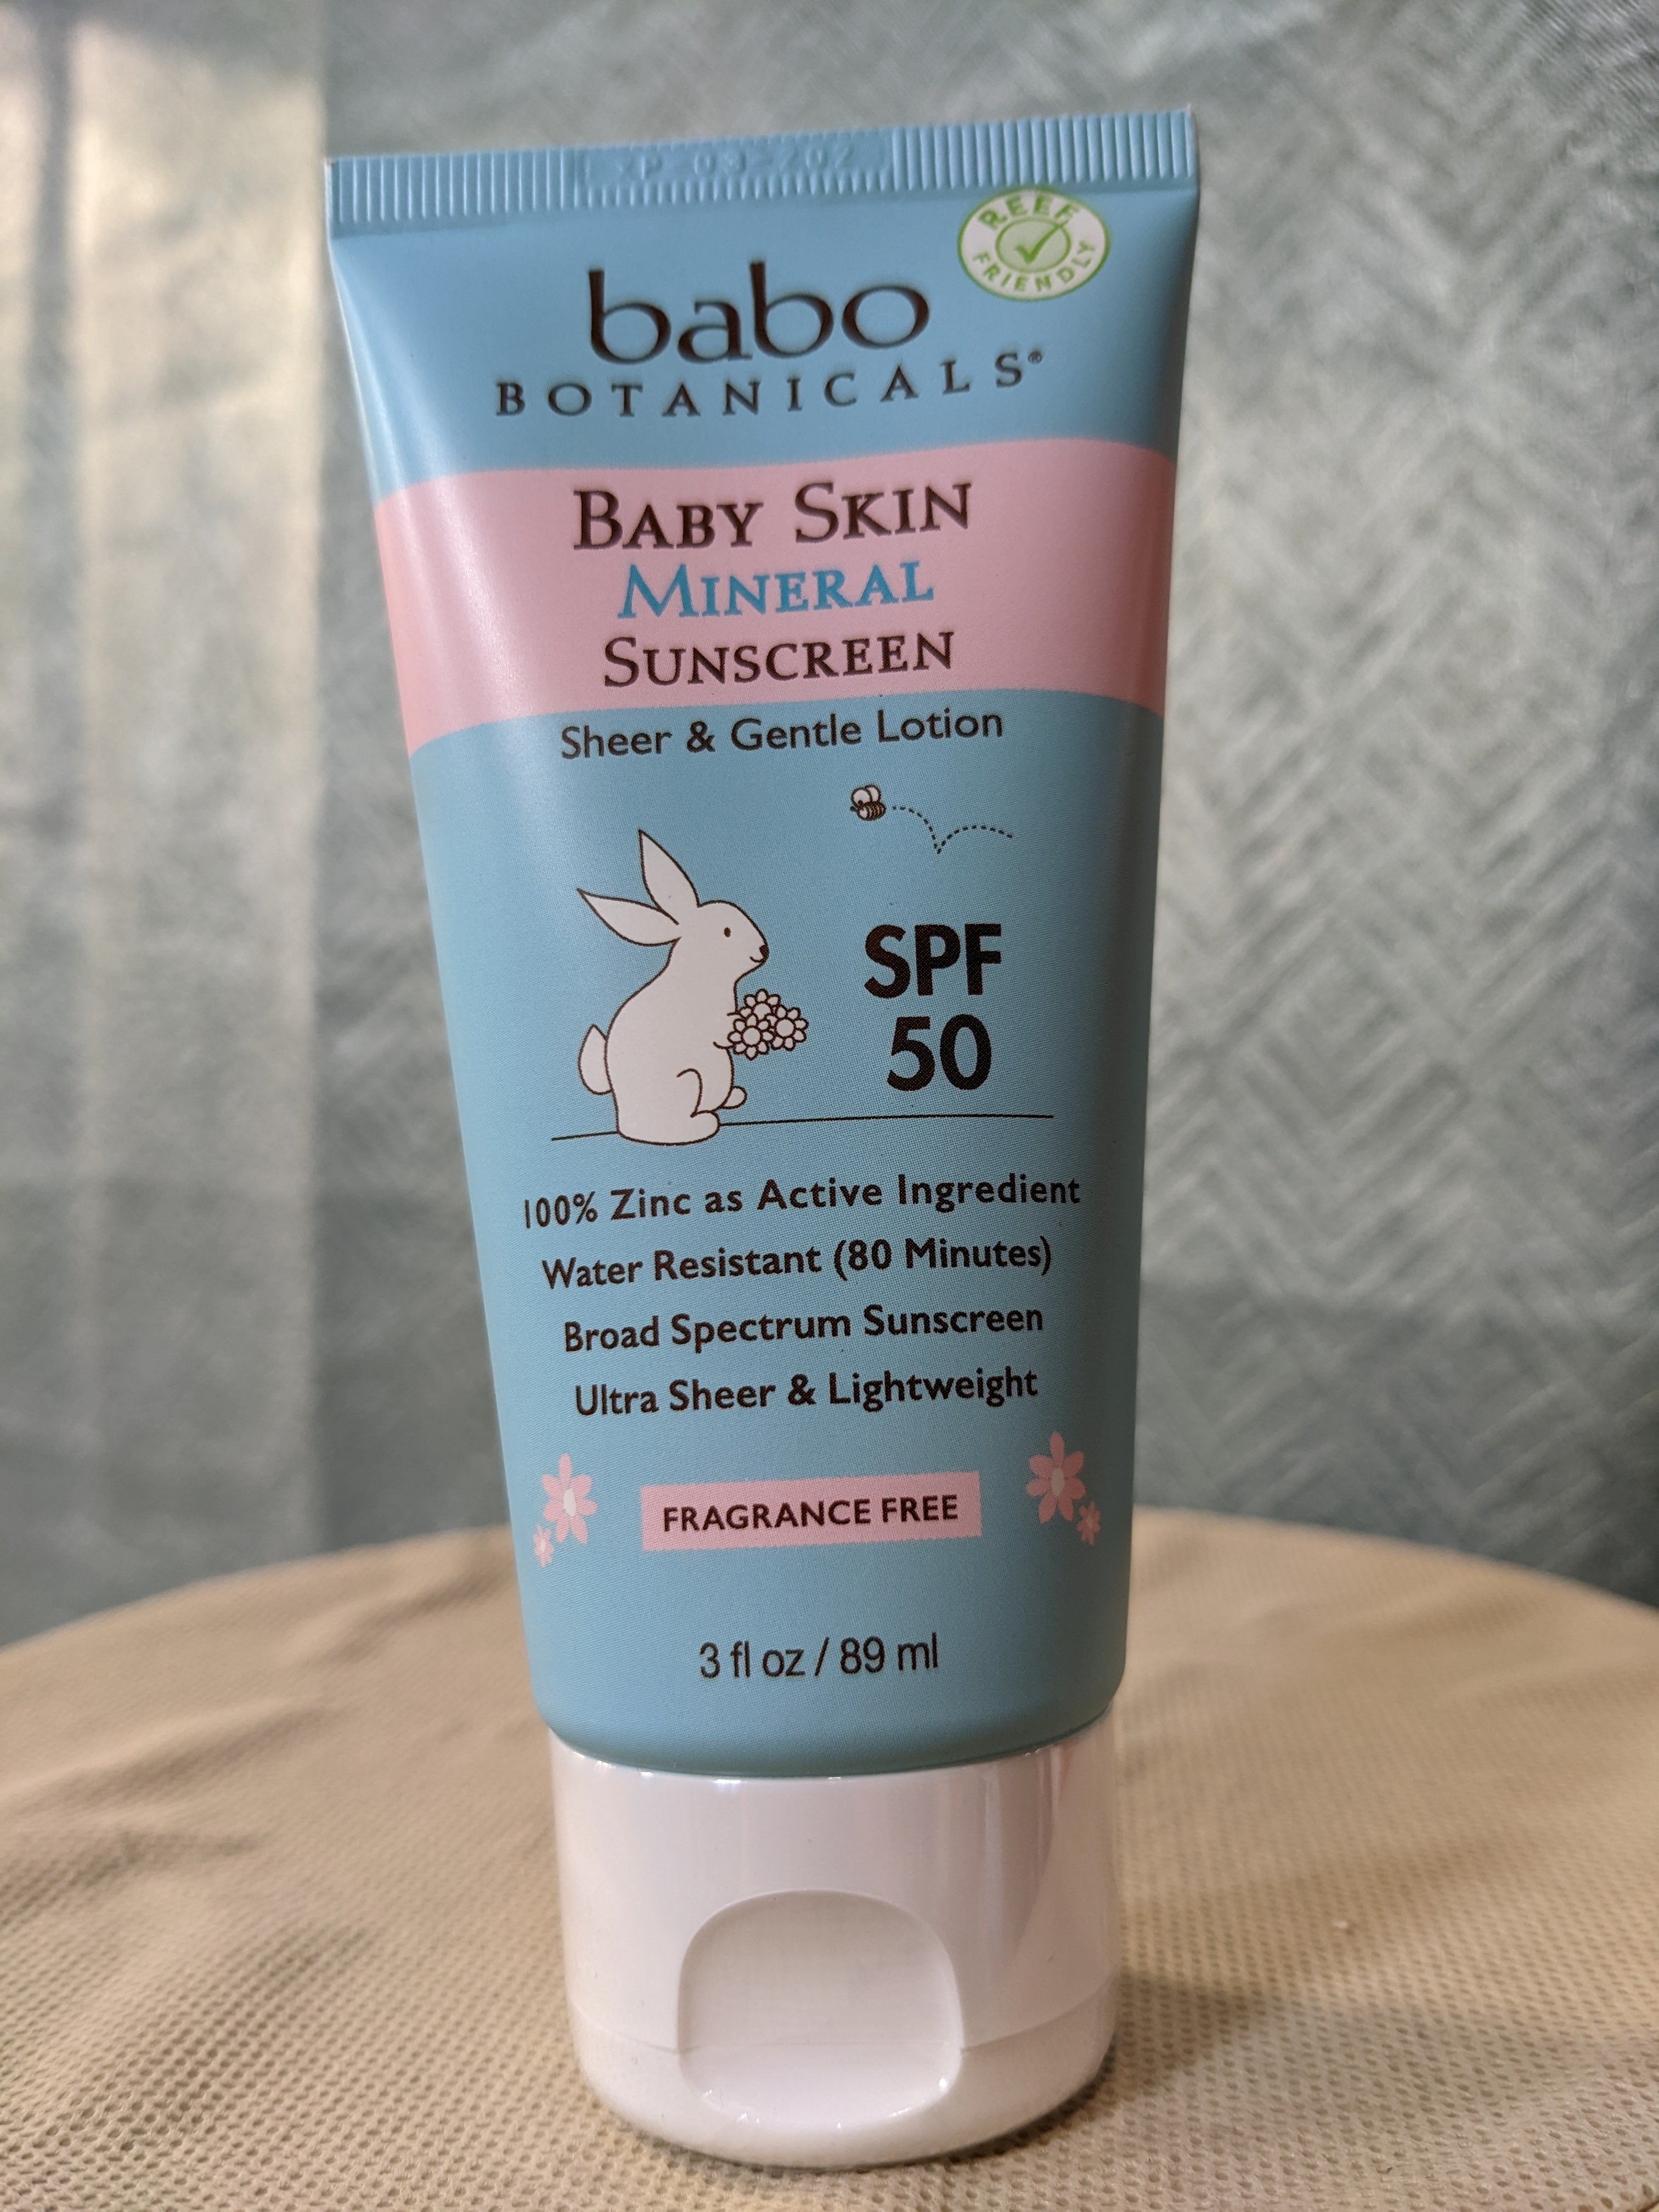 REEF
FRIENDLY
babo
BOTANICALS®
BABY SKIN
MINERAL
SUNSCREEN
Sheer & Gentle Lotion
SPF
50
100% Zinc as Active Ingredient
Water Resistant (80 Minutes)
Broad Spectrum Sunscreen
Ultra Sheer & Lightweight
FRAGRANCE FREE
3 fl oz / 89 ml